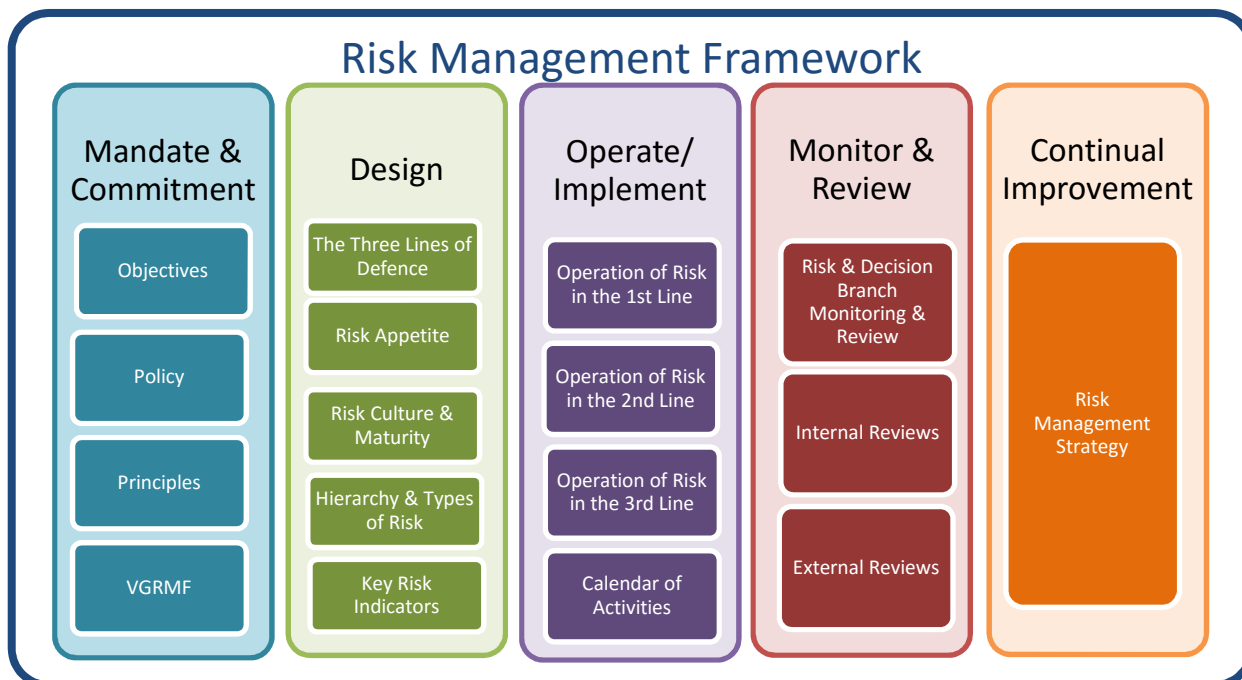 Risk Management Framework
Mandate &
Commitment
Objectives
Policy
Principles
VGRMF
Design
The Three Lines of
Defence
Risk Appetite
Risk Culture &
Maturity
Hierarchy & Types
of Risk
Key Risk
Indicators
Operate/
Implement
Operation of Risk
in the 1st Line
Operation of Risk
in the 2nd Line
Operation of Risk
in the 3rd Line
Calendar of
Activities
Monitor &
Review
Risk & Decision
Branch
Monitoring &
Review
Internal Reviews
External Reviews
Continual
Improvement
Risk
Management
Strategy